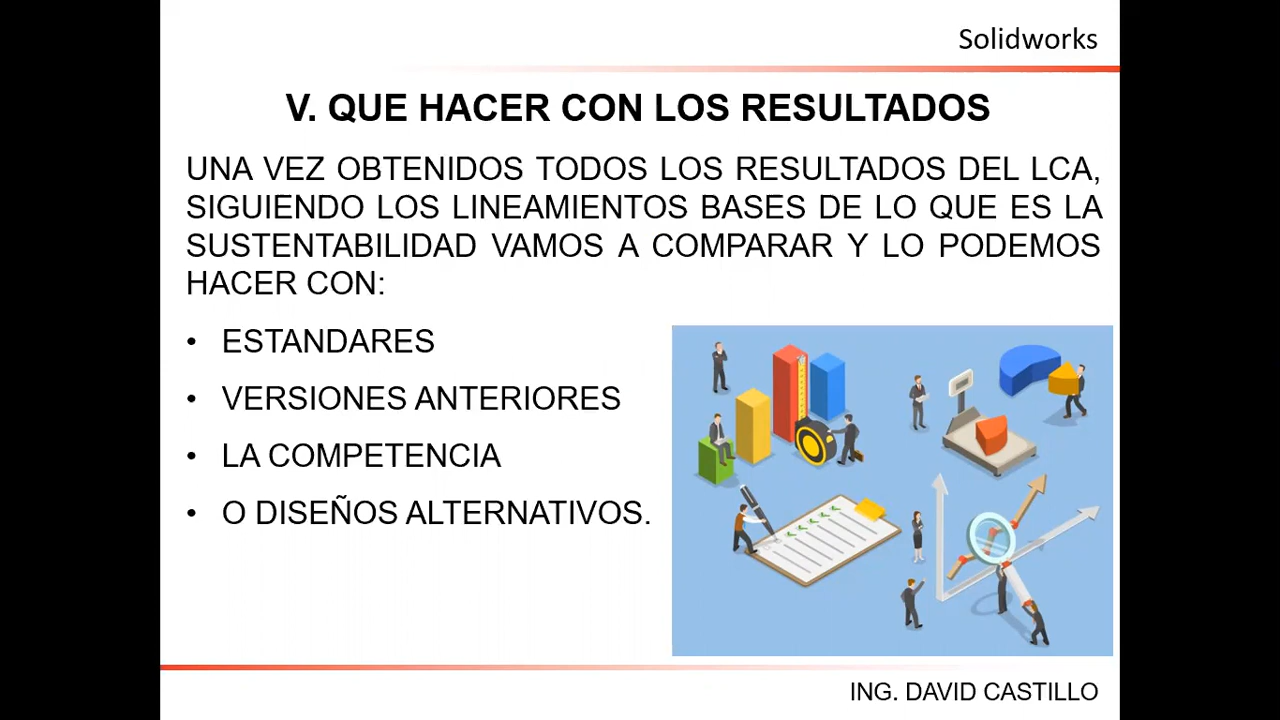 Solidworks
V. QUE HACER CON LOS RESULTADOS
UNA VEZ OBTENIDOS TODOS LOS RESULTADOS DEL LCA,
SIGUIENDO LOS LINEAMIENTOS BASES DE LO QUE ES LA
SUSTENTABILIDAD VAMOS A COMPARAR Y LO PODEMOS
HACER CON:
• ESTANDARES
• VERSIONES ANTERIORES
• LA COMPETENCIA
• O DISEÑOS ALTERNATIVOS.
ING. DAVID CASTILLO